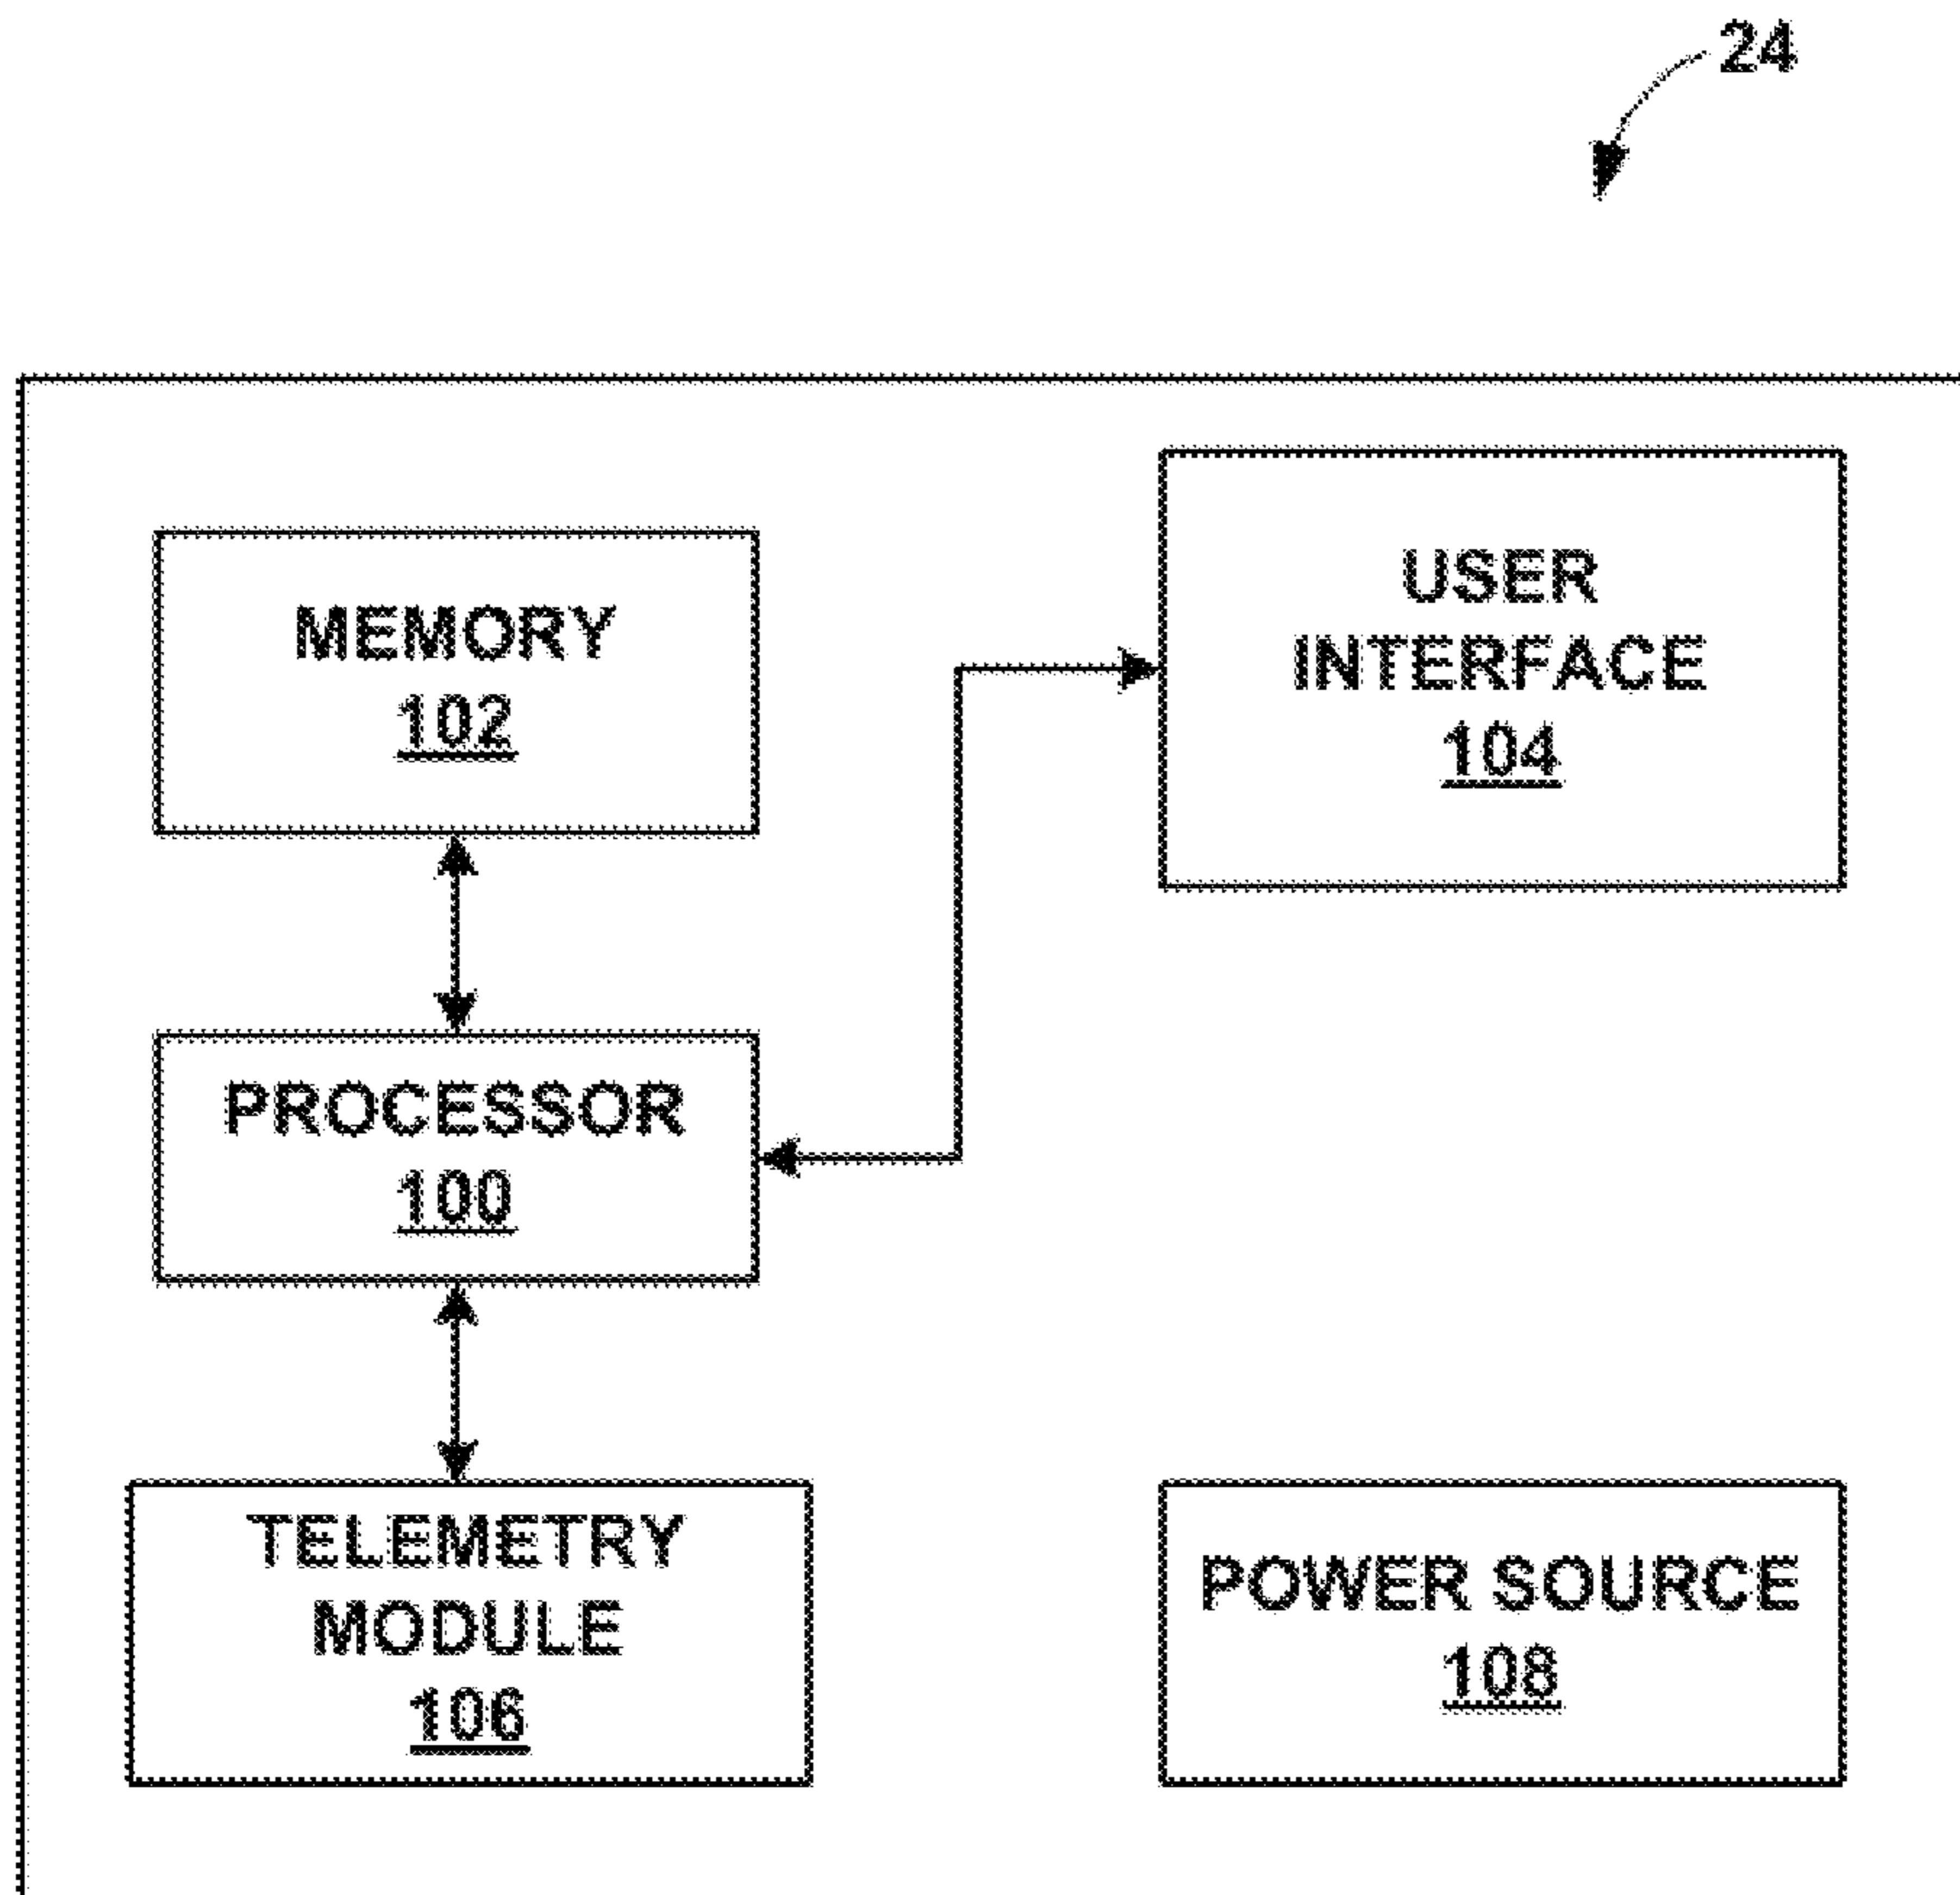 24
MEMORY
102
USER
INTERFACE
104
PROCESSOR
100
TELEMETRY
MODULE
106
POWER SOURCE
108